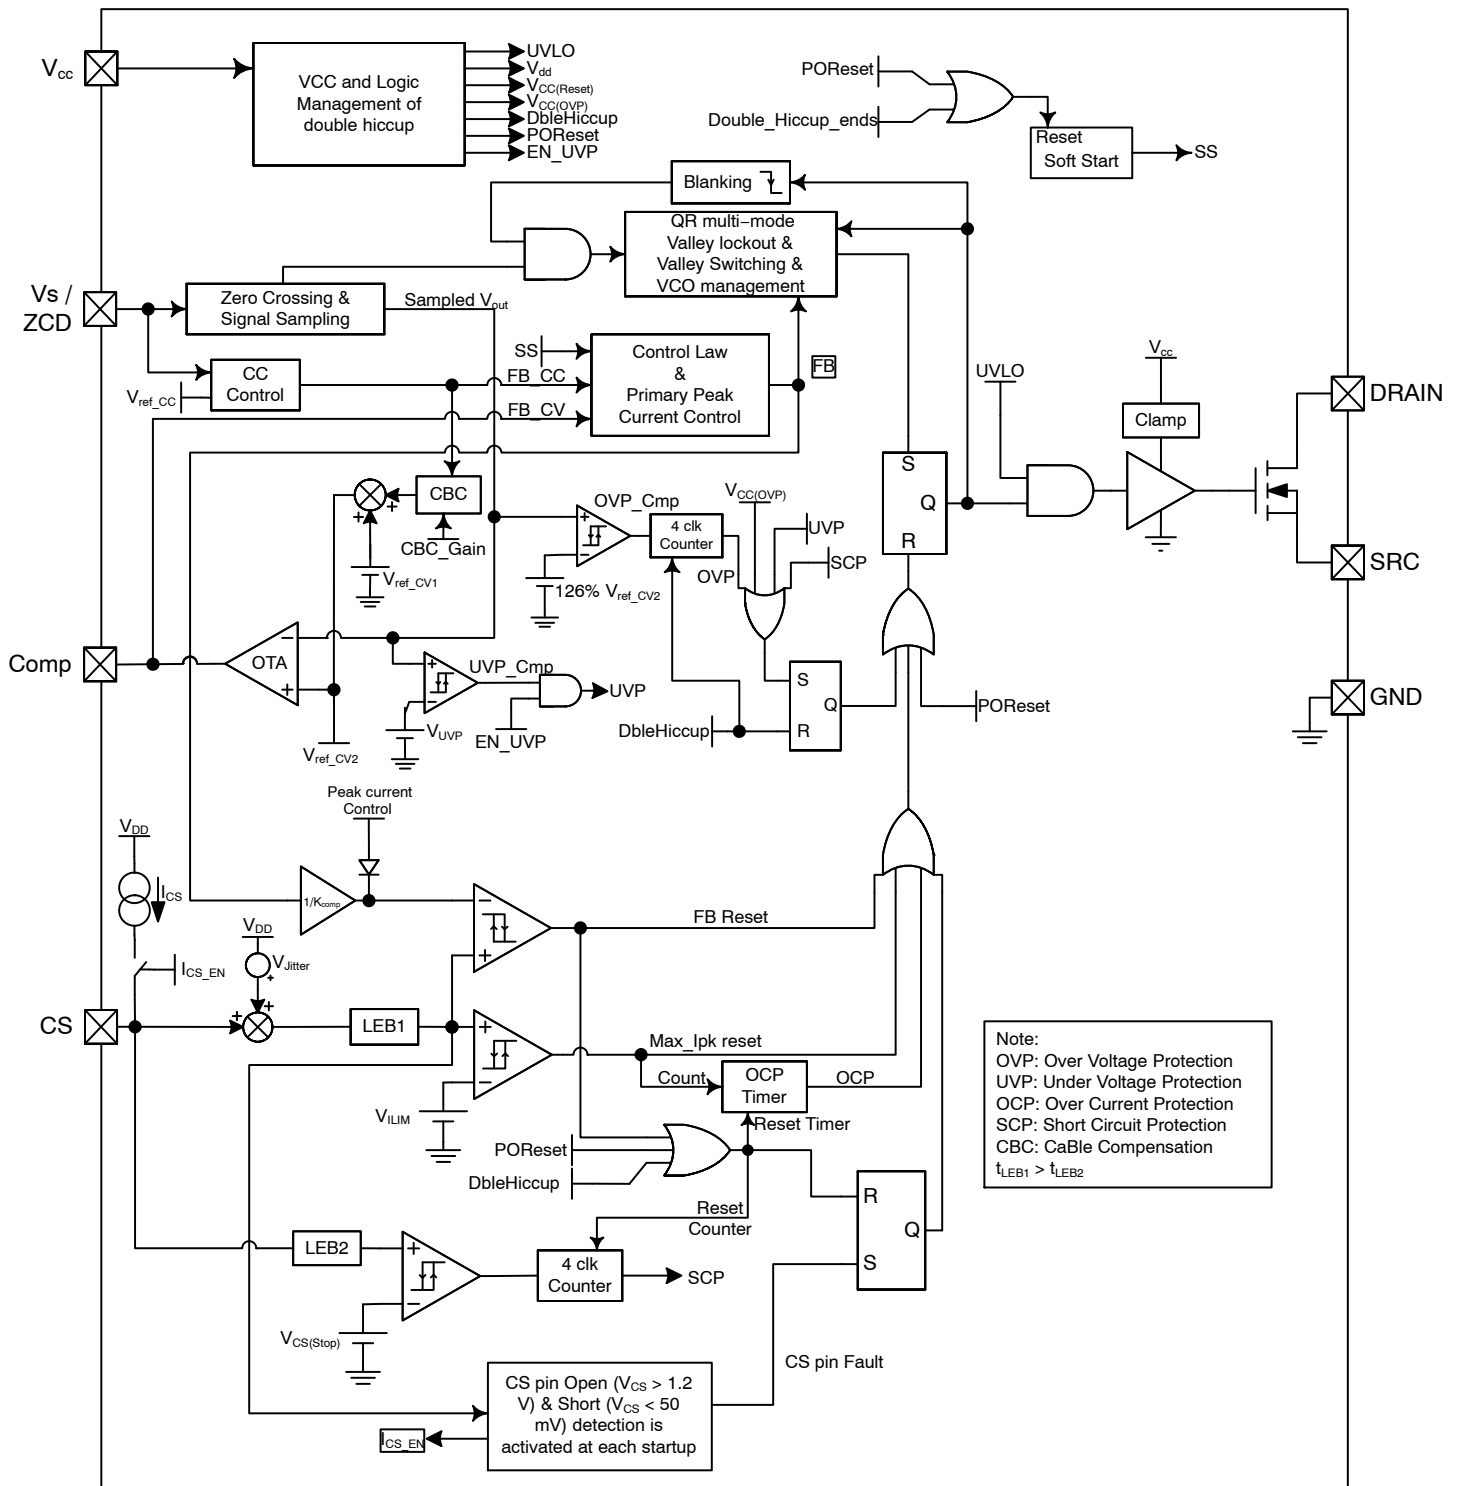 Vcc
VCC and Logic
Management of
double hiccup
UVLO
Vdd
VCC(Reset)
VCC(OVP)
DbleHiccup
POReset
EN_UVP
POReset
Double_Hiccup_ends
Reset
Soft Start
SS
Blanking
QR multi−mode
Valley lockout &
Valley Switching &
VCO management
Vs /
ZCD
Zero Crossing &
Signal Sampling
Sampled Vout
CC
Control
Vref_CC
SS
FB_CC
FB_CV
Control Law
&
Primary Peak
Current Control
FB
UVLO
Vcc
Clamp
DRAIN
SRC
GND
S
Q
R
CBC
+
+
CBC_Gain
Vref_CV1
OVP_Cmp
+
−
126% Vref_CV2
4 clk
Counter
OVP
VCC(OVP)
UVP
SCP
Comp
OTA
−
+
Vref_CV2
UVP_Cmp
+
−
VUVP
EN_UVP
UVP
DbleHiccup
S
Q
R
POReset
Peak current
Control
VDD
ICS
1/Kcomp
−
+
FB Reset
VDD
VJitter
+
ICS_EN
CS
+
+
LEB1
+
−
VILIM
Max_Ipk reset
Count
OCP
Timer
OCP
Reset Timer
POReset
DbleHiccup
Reset
Counter
R
Q
S
LEB2
+
−
VCS(Stop)
4 clk
Counter
SCP
CS pin Fault
CS pin Open (VCS > 1.2
V) & Short (VCS < 50
mV) detection is
activated at each startup
ICS_EN
Note:
OVP: Over Voltage Protection
UVP: Under Voltage Protection
OCP: Over Current Protection
SCP: Short Circuit Protection
CBC: CaBle Compensation
tLEB1 > tLEB2